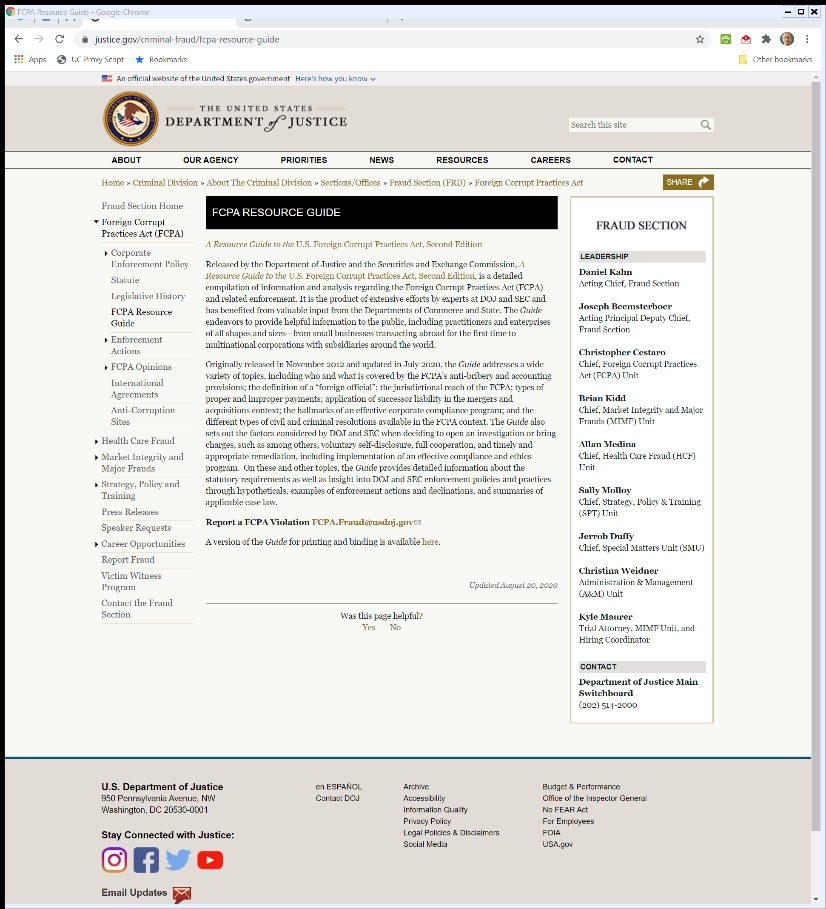 FCPA Resource Guide - Google Chrome
justice.gov/criminal-fraud/fcpa-resource-guide
Apps UC Proxy Script Bookmarks Other bookmarks
An official website of the United States government Here's how you know
THE UNITED STATES
DEPARTMENT of JUSTICE
Search this site
ABOUT OUR AGENCY PRIORITIES NEWS RESOURCES CAREERS CONTACT
Home » Criminal Division » About The Criminal Division » Sections/Offices » Fraud Section (FRD) » Foreign Corrupt Practices Act
SHARE
Fraud Section Home
Foreign Corrupt
Practices Act (FCPA)
Corporate
Enforcement Policy
Statute
Legislative History
FCPA Resource
Guide
Enforcement
Actions
FCPA Opinions
International
Agreements
Anti-Corruption
Sites
Health Care Fraud
Market Integrity and
Major Frauds
Strategy, Policy and
Training
Press Releases
Speaker Requests
Career Opportunities
Report Fraud
Victim Witness
Program
Contact the Fraud
Section
FCPA RESOURCE GUIDE
A Resource Guide to the U.S. Foreign Corrupt Practices Act, Second Edition
Released by the Department of Justice and the Securities and Exchange Commission, A
Resource Guide to the U.S. Foreign Corrupt Practices Act, Second Edition, is a detailed
compilation of information and analysis regarding the Foreign Corrupt Practices Act (FCPA)
and related enforcement. It is the product of extensive efforts by experts at DOJ and SEC and
has benefited from valuable input from the Departments of Commerce and State. The Guide
endeavors to provide helpful information to the public, including practitioners and enterprises
of all shapes and sizes—from small businesses transacting abroad for the first time to
multinational corporations with subsidiaries around the world.
Originally released in November 2012 and updated in July 2020, the Guide addresses a wide
variety of topics, including who and what is covered by the FCPA's anti-bribery and accounting
provisions; the definition of a "foreign official"; the jurisdictional reach of the FCPA; types of
proper and improper payments; application of successor liability in the mergers and
acquisitions context; the hallmarks of an effective corporate compliance program; and the
different types of civil and criminal resolutions available in the FCPA context. The Guide also
sets out the factors considered by DOJ and SEC when deciding to open an investigation or bring
charges, such as among others, voluntary self-disclosure, full cooperation, and timely and
appropriate remediation, including implementation of an effective compliance and ethics
program. On these and other topics, the Guide provides detailed information about the
statutory requirements as well as insight into DOJ and SEC enforcement policies and practices
through hypotheticals, examples of enforcement actions and declinations, and summaries of
applicable case law.
Report a FCPA Violation FCPA.Fraud@usdoj.gov
A version of the Guide for printing and binding is available here.
Updated August 20, 2020
Was this page helpful?
Yes No
FRAUD SECTION
LEADERSHIP
Daniel Kahn
Acting Chief, Fraud Section
Joseph Beemsterboer
Acting Principal Deputy Chief,
Fraud Section
Christopher Cestaro
Chief, Foreign Corrupt Practices
Act (FCPA) Unit
Brian Kidd
Chief, Market Integrity and Major
Frauds (MIMF) Unit
Allan Medina
Chief, Health Care Fraud (HCF)
Unit
Sally Molloy
Chief, Strategy, Policy & Training
(SPT) Unit
Jerrob Duffy
Chief, Special Matters Unit (SMU)
Christina Weidner
Administration & Management
(A&M) Unit
Kyle Maurer
Trial Attorney, MIMF Unit, and
Hiring Coordinator
CONTACT
Department of Justice Main
Switchboard
(202) 514-2000
U.S. Department of Justice
950 Pennsylvania Avenue, NW
Washington, DC 20530-0001
Stay Connected with Justice:
Email Updates
en ESPAÑOL
Contact DOJ
Archive
Accessibility
Information Quality
Privacy Policy
Legal Policies & Disclaimers
Social Media
Budget & Performance
Office of the Inspector General
No FEAR Act
For Employees
FOIA
USA.gov